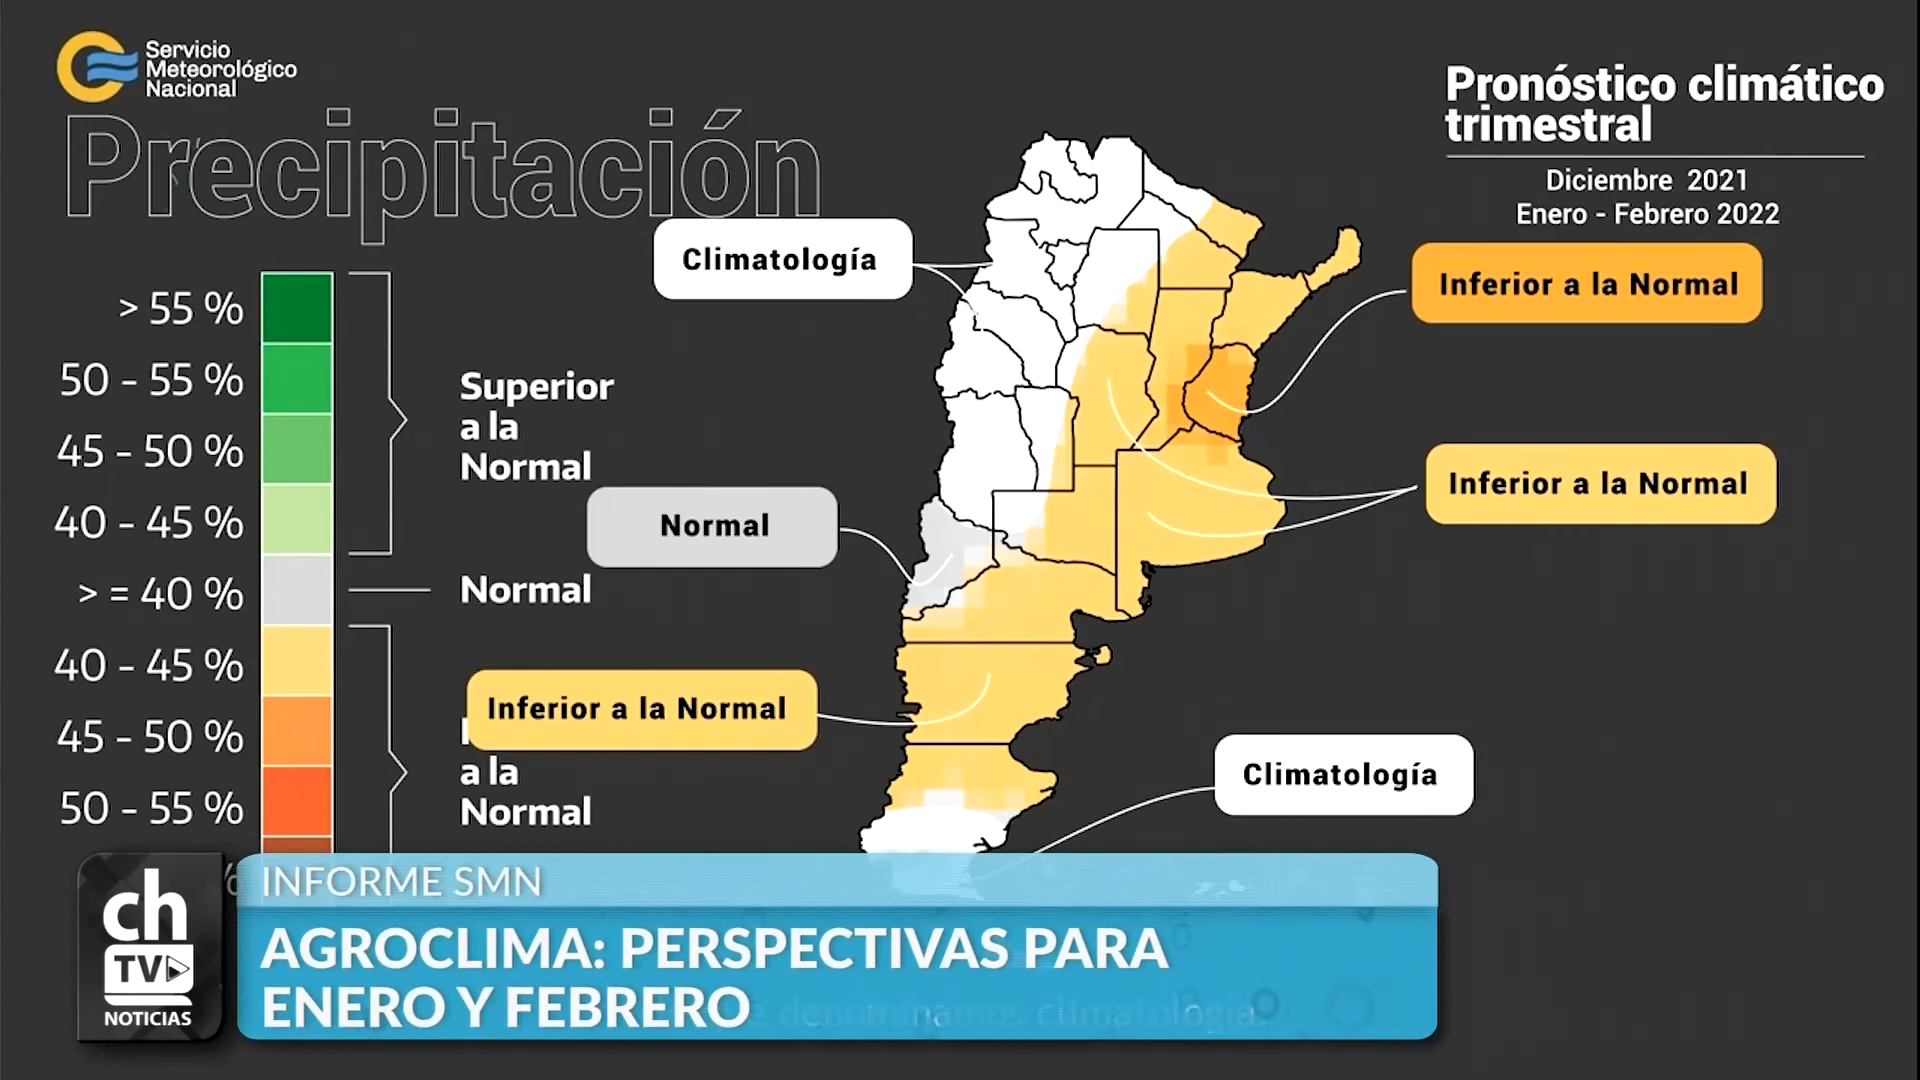 Servicio
Meteorológico
Nacional
Precipitación
Pronóstico climático
trimestral
Diciembre 2021
Enero - Febrero 2022
Climatología
Inferior a la Normal
> 55 %
50 - 55 %
45 - 50 %
40 - 45 %
Superior
a la
Normal
Inferior a la Normal
Normal
> = 40 %
Normal
40 - 45 %
45 - 50 %
50 - 55 %
Inferior a la Normal
a la
Normal
Climatología
%
INFORME SMN
AGROCLIMA: PERSPECTIVAS PARA
ENERO Y FEBRERO
denominamos climatología.
ch
TV
NOTICIAS